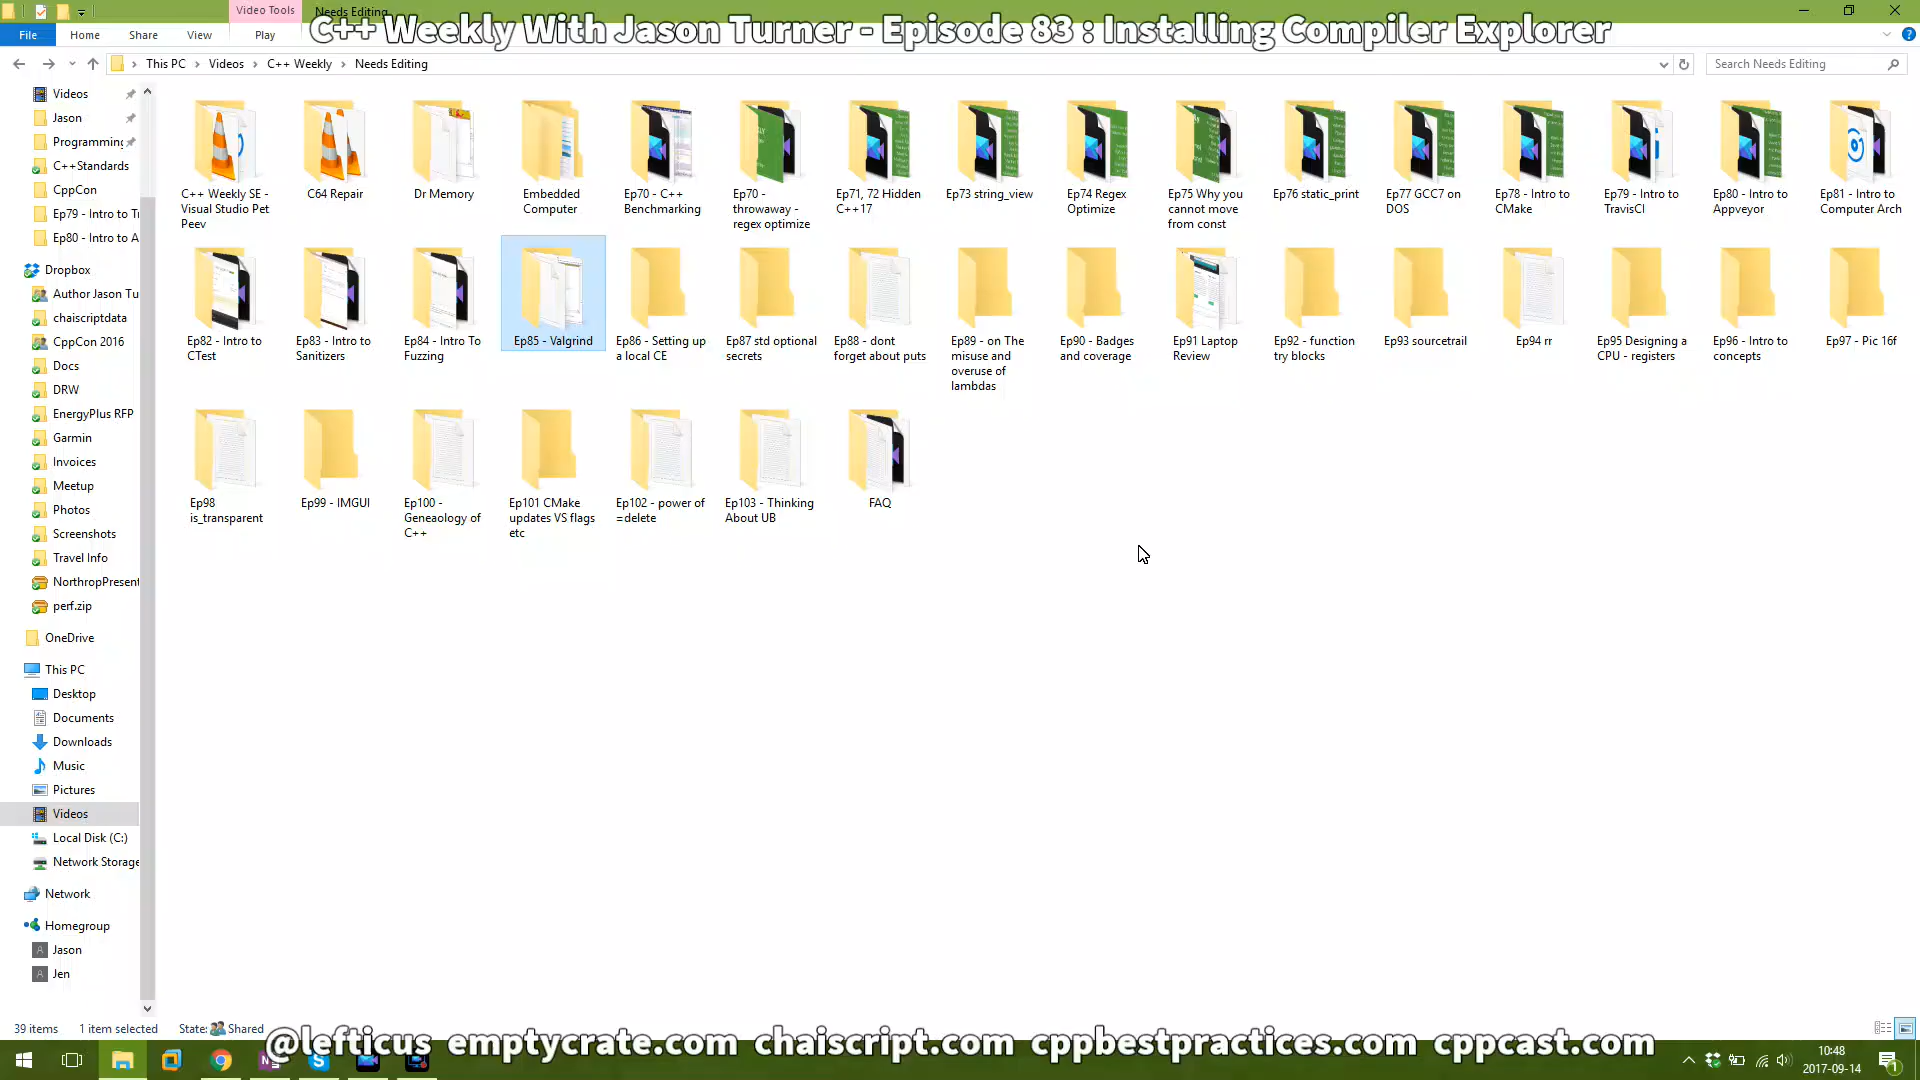 Video Tools
Needs Editing
C++ Weekly With Jason Turner - Episode 83 : Installing Compiler Explorer
File
Home
Share
View
Play
This PC
Videos
C++ Weekly
Needs Editing
Search Needs Editing
Videos
Jason
Programming
C++Standards
CppCon
Ep79 - Intro to Tr
Ep80 - Intro to A
Dropbox
Author Jason Tu
chaiscriptdata
CppCon 2016
Docs
DRW
EnergyPlus RFP
Garmin
Invoices
Meetup
Photos
Screenshots
Travel Info
NorthropPresent
perf.zip
OneDrive
This PC
Desktop
Documents
Downloads
Music
Pictures
Videos
Local Disk (C:)
Network Storage
Network
Homegroup
Jason
Jen
C++ Weekly SE -
Visual Studio Pet
Peev
C64 Repair
Dr Memory
Embedded
Computer
Ep70 - C++
Benchmarking
Ep70 -
throwaway -
regex optimize
Ep71, 72 Hidden
C++17
Ep73 string_view
Ep74 Regex
Optimize
Ep75 Why you
cannot move
from const
Ep76 static_print
Ep77 GCC7 on
DOS
Ep78 - Intro to
CMake
Ep79 - Intro to
TravisCI
Ep80 - Intro to
Appveyor
Ep81 - Intro to
Computer Arch
Ep82 - Intro to
CTest
Ep83 - Intro to
Sanitizers
Ep84 - Intro To
Fuzzing
Ep85 - Valgrind
Ep86 - Setting up
a local CE
Ep87 std optional
secrets
Ep88 - dont
forget about puts
Ep89 - on The
misuse and
overuse of
lambdas
Ep90 - Badges
and coverage
Ep91 Laptop
Review
Ep92 - function
try blocks
Ep93 sourcetrail
Ep94 rr
Ep95 Designing a
CPU - registers
Ep96 - Intro to
concepts
Ep97 - Pic 16f
Ep98
is_transparent
Ep99 - IMGUI
Ep100 -
Geneaology of
C++
Ep101 CMake
updates VS flags
etc
Ep102 - power of
=delete
Ep103 - Thinking
About UB
FAQ
39 items
1 item selected
State:
Shared
@lefticus emptycrate.com chaiscript.com cppbestpractices.com cppcast.com
10:48
2017-09-14
1